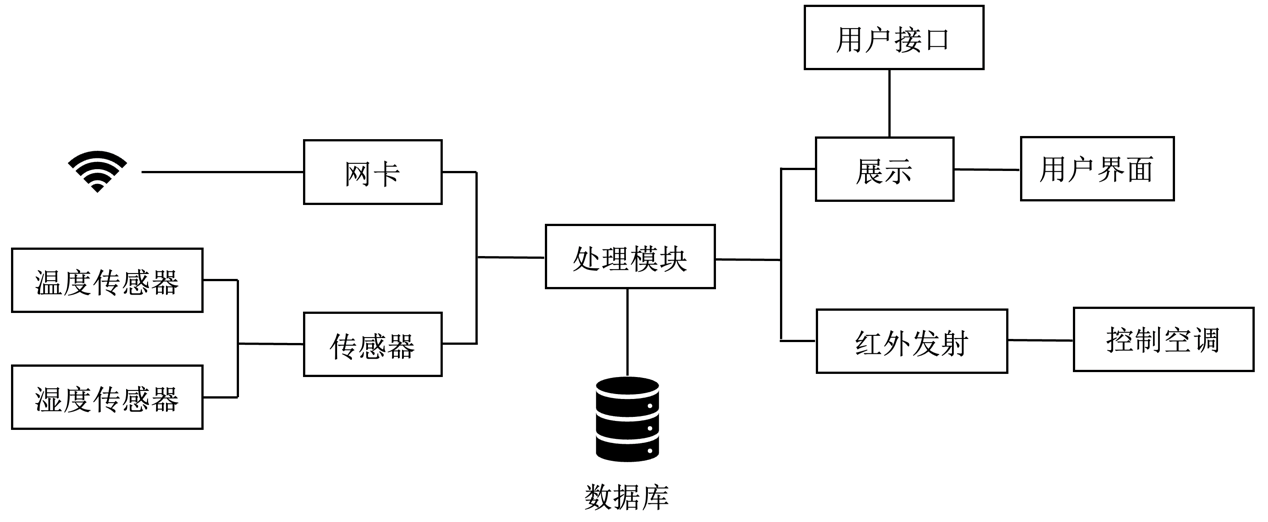 用户接口
网卡
展示
用户界面
处理模块
温度传感器
传感器
湿度传感器
红外发射
控制空调
数据库